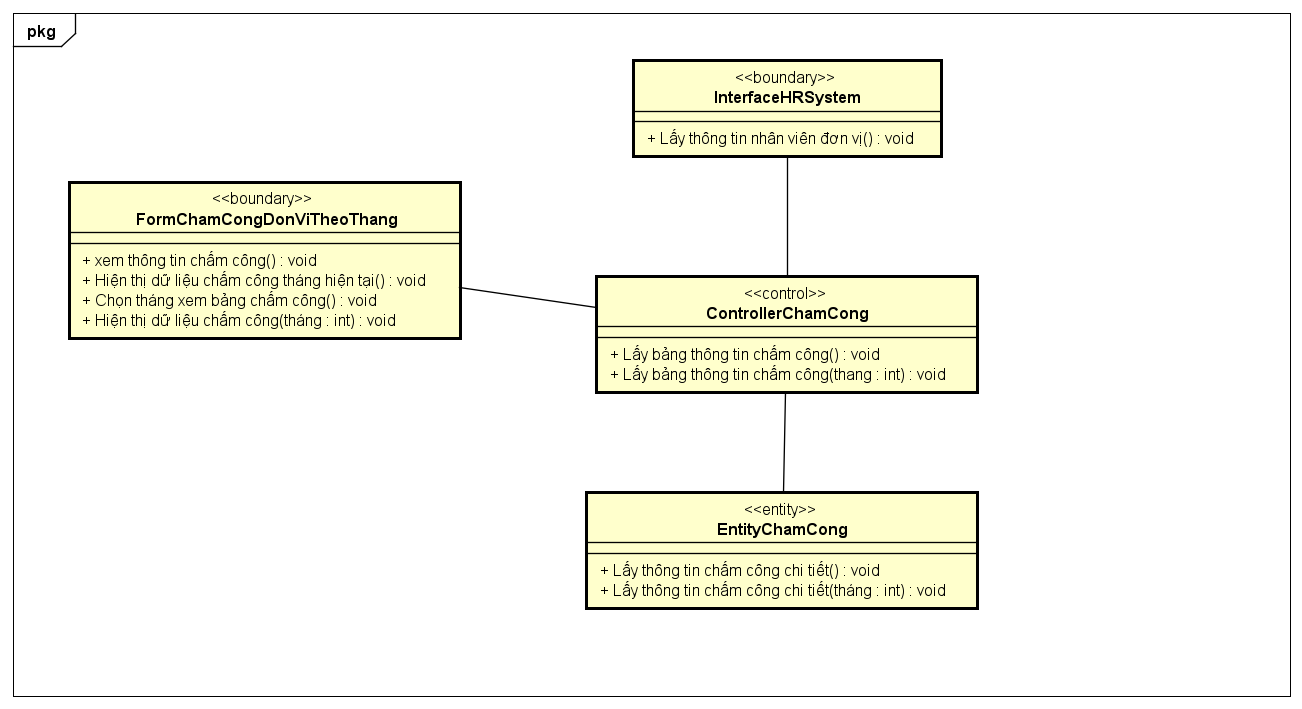 pkg
<<boundary>>
InterfaceHRSystem
+ Lấy thông tin nhân viên đơn vị() : void
<<boundary>>
FormChamCongDonViTheoThang
+ xem thông tin chấm công() : void
+ Hiện thị dữ liệu chấm công tháng hiện tại() : void
+ Chọn tháng xem bảng chấm công() : void
+ Hiện thị dữ liệu chấm công(tháng : int) : void
<<control>>
ControllerChamCong
+ Lấy bảng thông tin chấm công() : void
+ Lấy bảng thông tin chấm công(thang : int) : void
<<entity>>
EntityChamCong
+ Lấy thông tin chấm công chi tiết() : void
+ Lấy thông tin chấm công chi tiết(tháng : int) : void